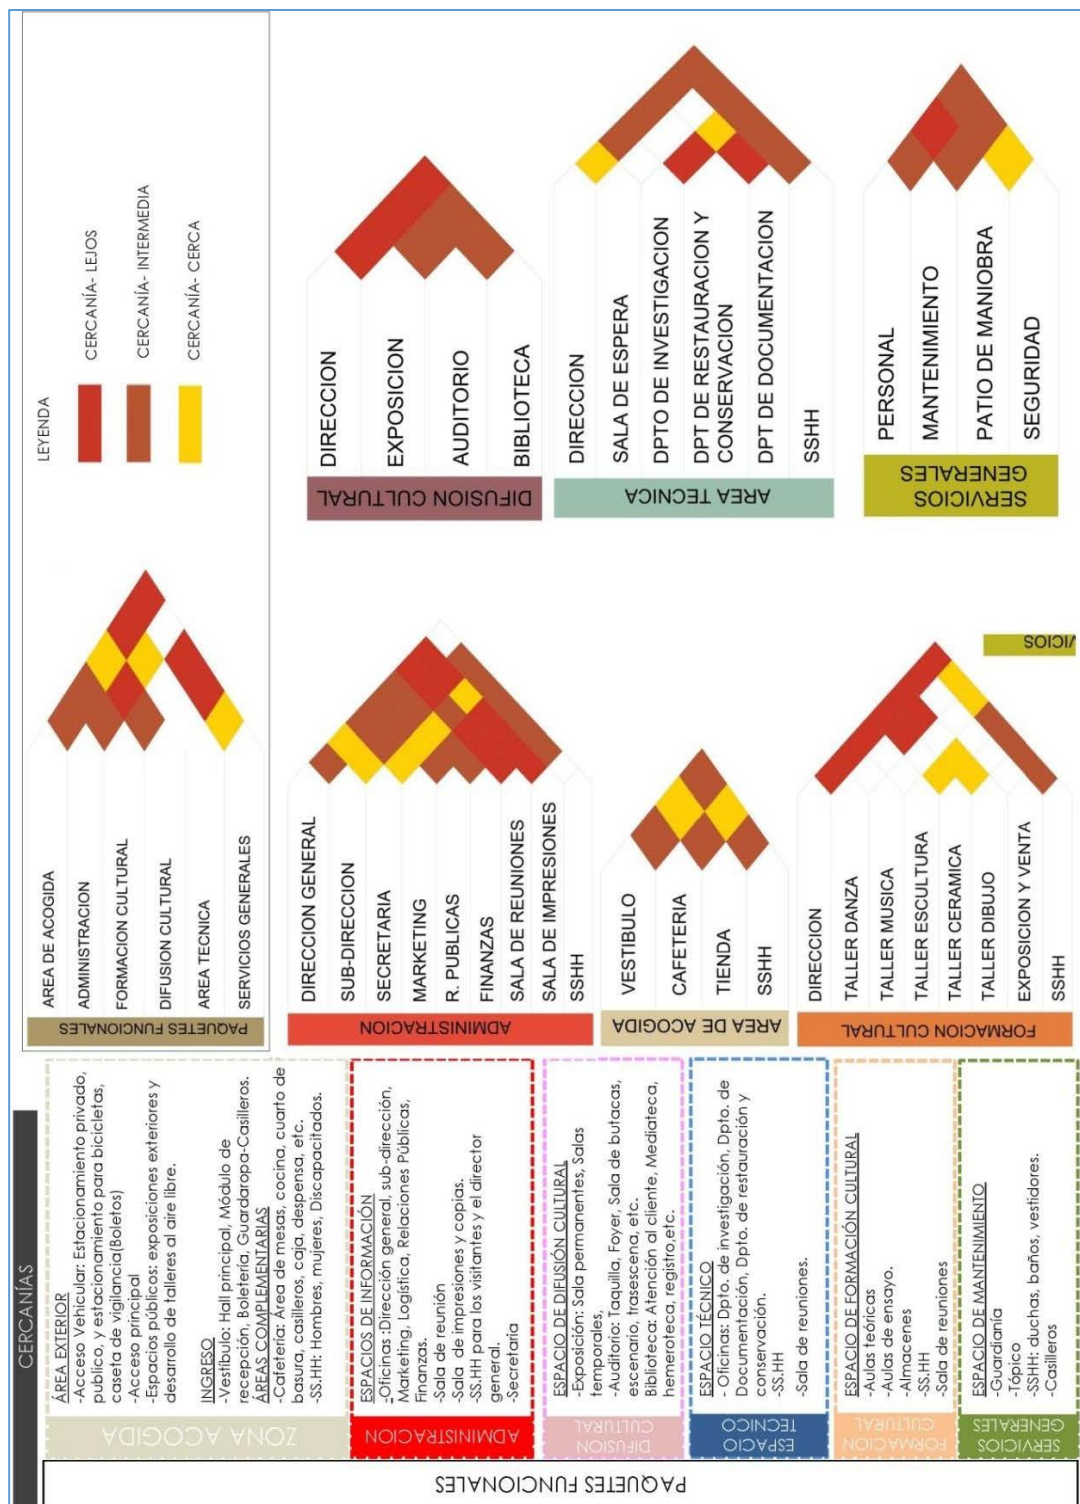 CERCANÍAS
PAQUETES FUNCIONALES
ZONA ACOGIDA
ÁREA EXTERIOR
-Acceso Vehicular: Estacionamiento privado,
publico, y estacionamiento para bicicletas,
caseta de vigilancia(Boletos)
-Acceso principal
-Espacios públicos: exposiciones exteriores y
desarrollo de talleres al aire libre.
INGRESO
-Vestíbulo: Hall principal, Módulo de
recepción, Boletería, Guardaropa-Casilleros.
ÁREAS COMPLEMENTARIAS
-Cafetería: Área de mesas, cocina, cuarto de
basura, casilleros, caja, despensa, etc.
-SS.Hh: Hombres, mujeres, Discapacitados.
ADMINISTRACION
ESPACIOS DE INFORMACIÓN
-Oficinas :Dirección general, sub-dirección,
Marketing, Logística, Relaciones Públicas,
Finanzas.
-Sala de reunión
-Sala de impresiones y copias.
-SS.HH para los visitantes y el director
general.
-Secretaria
DIFUSION
CULTURAL
ESPACIO DE DIFUSIÓN CULTURAL
-Exposición: Sala permanentes, Salas
temporales,
-Auditorio: Taquilla, Foyer, Sala de butacas,
escenario, trasescena, etc.
Biblioteca: Atención al cliente, Mediateca,
hemeroteca, registro,etc.
ESPACIO
TECNICO
ESPACIO TÉCNICO
- Oficinas: Dpto. de investigación, Dpto. de
Documentación, Dpto. de restauración y
conservación.
-SS.HH
-Sala de reuniones.
FORMACION
CULTURAL
ESPACIO DE FORMACIÓN CULTURAL
-Aulas teóricas
-Aulas de ensayo.
-Almacenes
-SS.HH
-Sala de reuniones
SERVICIOS
GENERALES
ESPACIO DE MANTENIMIENTO
-Guardianía
-Tópico
-SSHH: duchas, baños, vestidores.
-Casilleros
PAQUETES FUNCIONALES
AREA DE ACOGIDA
ADMINISTRACION
FORMACION CULTURAL
DIFUSION CULTURAL
AREA TECNICA
SERVICIOS GENERALES
LEYENDA
CERCANÍA- LEJOS
CERCANÍA- INTERMEDIA
CERCANÍA- CERCA
ADMINISTRACION
DIRECCION GENERAL
SUB-DIRECCION
SECRETARIA
MARKETING
R. PUBLICAS
FINANZAS
SALA DE REUNIONES
SALA DE IMPRESIONES
SSHH
AREA DE ACOGIDA
VESTIBULO
CAFETERIA
TIENDA
SSHH
FORMACION CULTURAL
DIRECCION
TALLER DANZA
TALLER MUSICA
TALLER ESCULTURA
TALLER CERAMICA
TALLER DIBUJO
EXPOSICION Y VENTA
SSHH
DIFUSION CULTURAL
DIRECCION
EXPOSICION
AUDITORIO
BIBLIOTECA
AREA TECNICA
DIRECCION
SALA DE ESPERA
DPTO DE INVESTIGACION
DPT DE RESTAURACION Y
CONSERVACION
DPT DE DOCUMENTACION
SSHH
SERVICIOS
GENERALES
PERSONAL
MANTENIMIENTO
PATIO DE MANIOBRA
SEGURIDAD